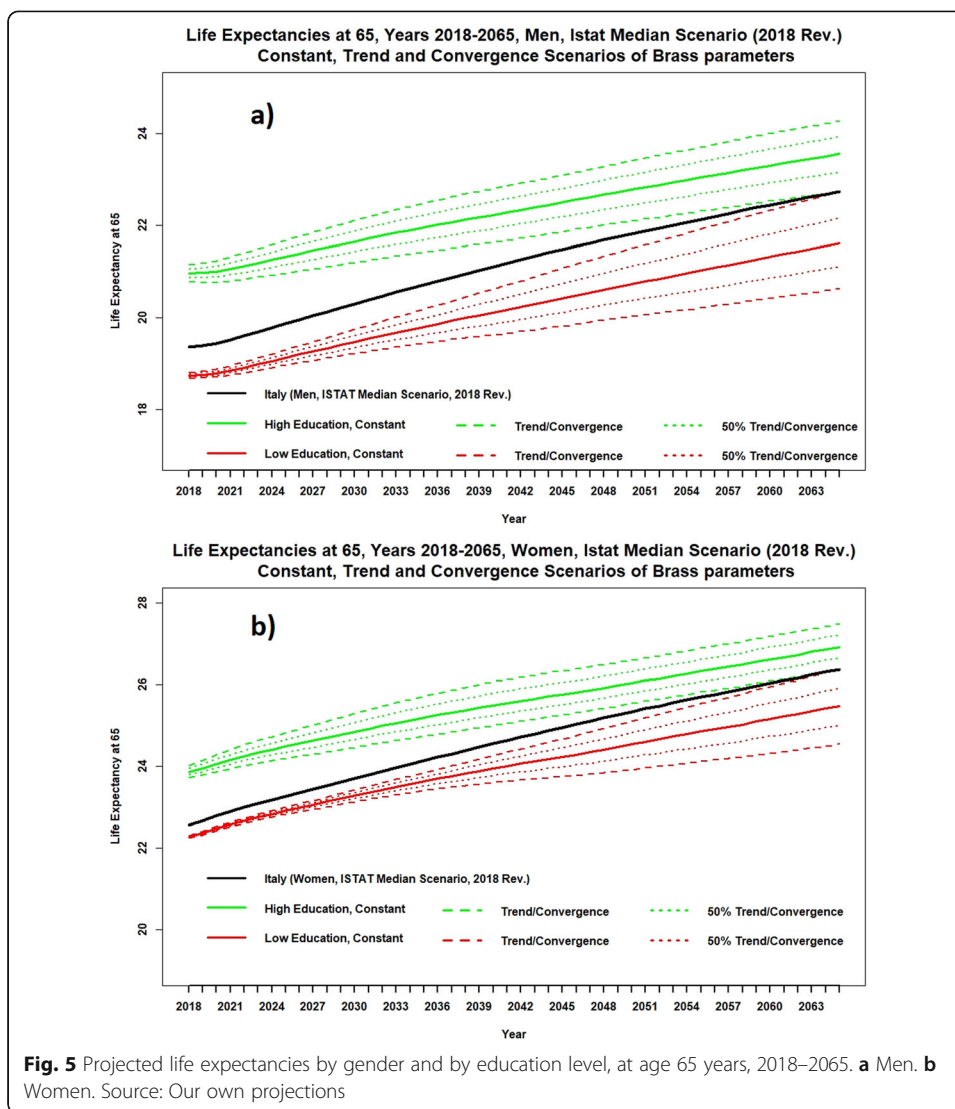 Life Expectancies at 65, Years 2018-2065, Men, Istat Median Scenario (2018 Rev.)
Constant, Trend and Convergence Scenarios of Brass parameters
a)
Life Expectancy at 65
24
22
20
18
Italy (Men, ISTAT Median Scenario, 2018 Rev.)
High Education, Constant Trend/Convergence 50% Trend/Convergence
Low Education, Constant Trend/Convergence 50% Trend/Convergence
2018 2021 2024 2027 2030 2033 2036 2039 2042 2045 2048 2051 2054 2057 2060 2063
Year
Life Expectancies at 65, Years 2018-2065, Women, Istat Median Scenario (2018 Rev.)
Constant, Trend and Convergence Scenarios of Brass parameters
b)
Life Expectancy at 65
28
26
24
22
20
Italy (Women, ISTAT Median Scenario, 2018 Rev.)
High Education, Constant Trend/Convergence 50% Trend/Convergence
Low Education, Constant Trend/Convergence 50% Trend/Convergence
2018 2021 2024 2027 2030 2033 2036 2039 2042 2045 2048 2051 2054 2057 2060 2063
Year
Fig. 5 Projected life expectancies by gender and by education level, at age 65 years, 2018–2065. a Men. b
Women. Source: Our own projections